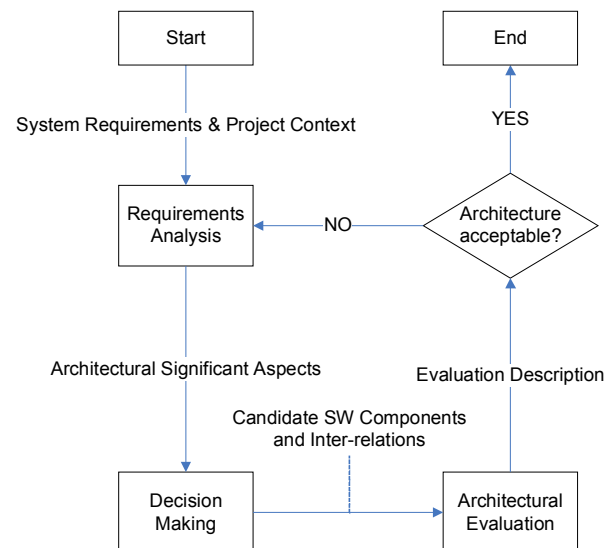 Start
End
System Requirements & Project Context
YES
Requirements
Analysis
NO
Architecture
acceptable?
Architectural Significant Aspects
Evaluation Description
Candidate SW Components
and Inter-relations
Decision
Making
Architectural
Evaluation